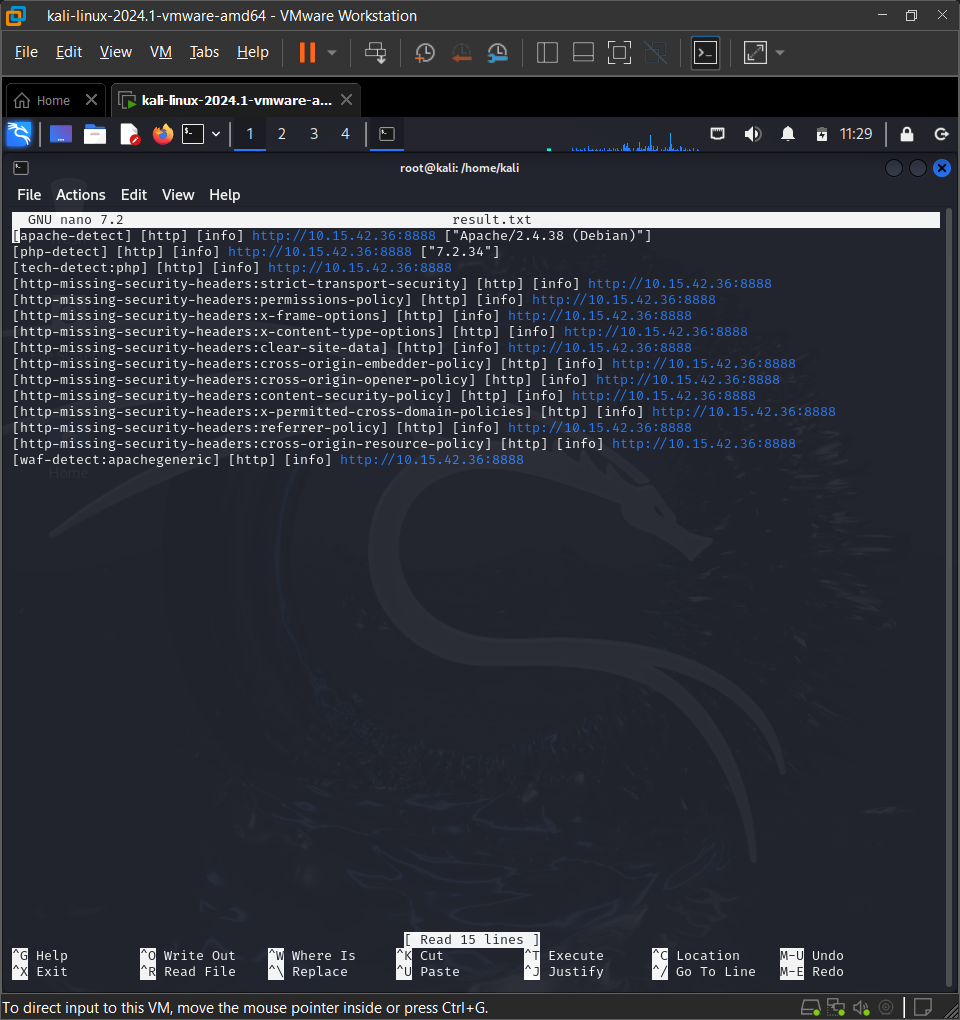 kali-linux-2024.1-vmware-amd64 - VMware Workstation
File Edit View VM Tabs Help
Home kali-linux-2024.1-vmware-a...
1 2 3 4 11:29
root@kali: /home/kali
File Actions Edit View Help
GNU nano 7.2 result.txt
[apache-detect] [http] [info] http://10.15.42.36:8888 ["Apache/2.4.38 (Debian)"]
[php-detect] [http] [info] http://10.15.42.36:8888 ["7.2.34"]
[tech-detect:php] [http] [info] http://10.15.42.36:8888
[http-missing-security-headers:strict-transport-security] [http] [info] http://10.15.42.36:8888
[http-missing-security-headers:permissions-policy] [http] [info] http://10.15.42.36:8888
[http-missing-security-headers:x-frame-options] [http] [info] http://10.15.42.36:8888
[http-missing-security-headers:x-content-type-options] [http] [info] http://10.15.42.36:8888
[http-missing-security-headers:clear-site-data] [http] [info] http://10.15.42.36:8888
[http-missing-security-headers:cross-origin-embedder-policy] [http] [info] http://10.15.42.36:8888
[http-missing-security-headers:cross-origin-opener-policy] [http] [info] http://10.15.42.36:8888
[http-missing-security-headers:content-security-policy] [http] [info] http://10.15.42.36:8888
[http-missing-security-headers:x-permitted-cross-domain-policies] [http] [info] http://10.15.42.36:8888
[http-missing-security-headers:referrer-policy] [http] [info] http://10.15.42.36:8888
[http-missing-security-headers:cross-origin-resource-policy] [http] [info] http://10.15.42.36:8888
[waf-detect:apachegeneric] [http] [info] http://10.15.42.36:8888
Home
[ Read 15 lines ]
^G Help ^O Write Out ^W Where Is ^K Cut ^T Execute ^C Location M-U Undo
^X Exit ^R Read File ^\ Replace ^U Paste ^J Justify ^/ Go To Line M-E Redo
To direct input to this VM, move the mouse pointer inside or press Ctrl+G.